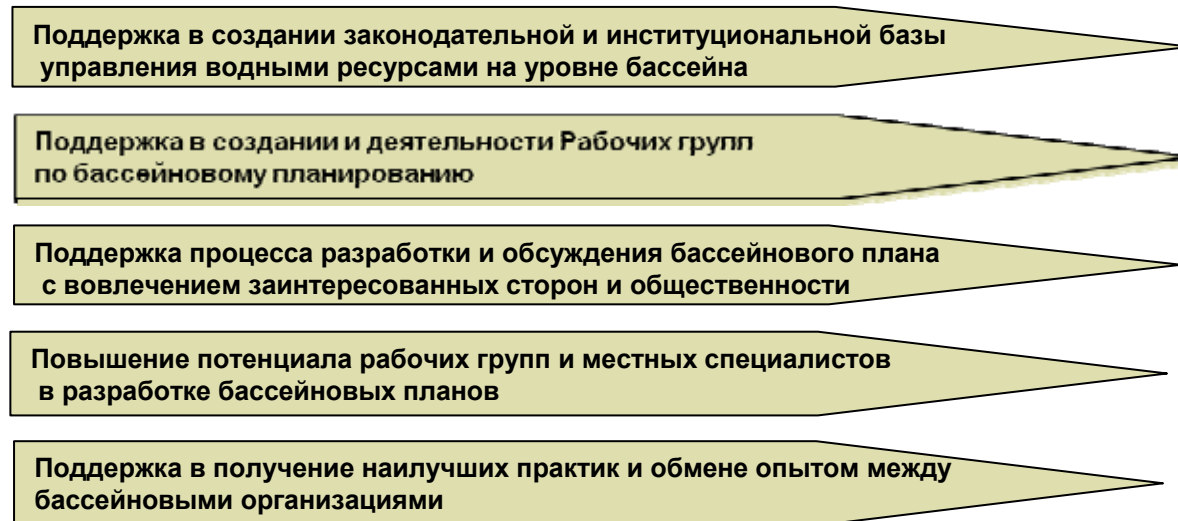 Поддержка в создании законодательной и институциональной базы
управления водными ресурсами на уровне бассейна
Поддержка в создании и деятельности Рабочих групп
по бассейновому планированию
Поддержка процесса разработки и обсуждения бассейнового плана
с вовлечением заинтересованных сторон и общественности
Повышение потенциала рабочих групп и местных специалистов
в разработке бассейновых планов
Поддержка в получение наилучших практик и обмене опытом между
бассейновыми организациями